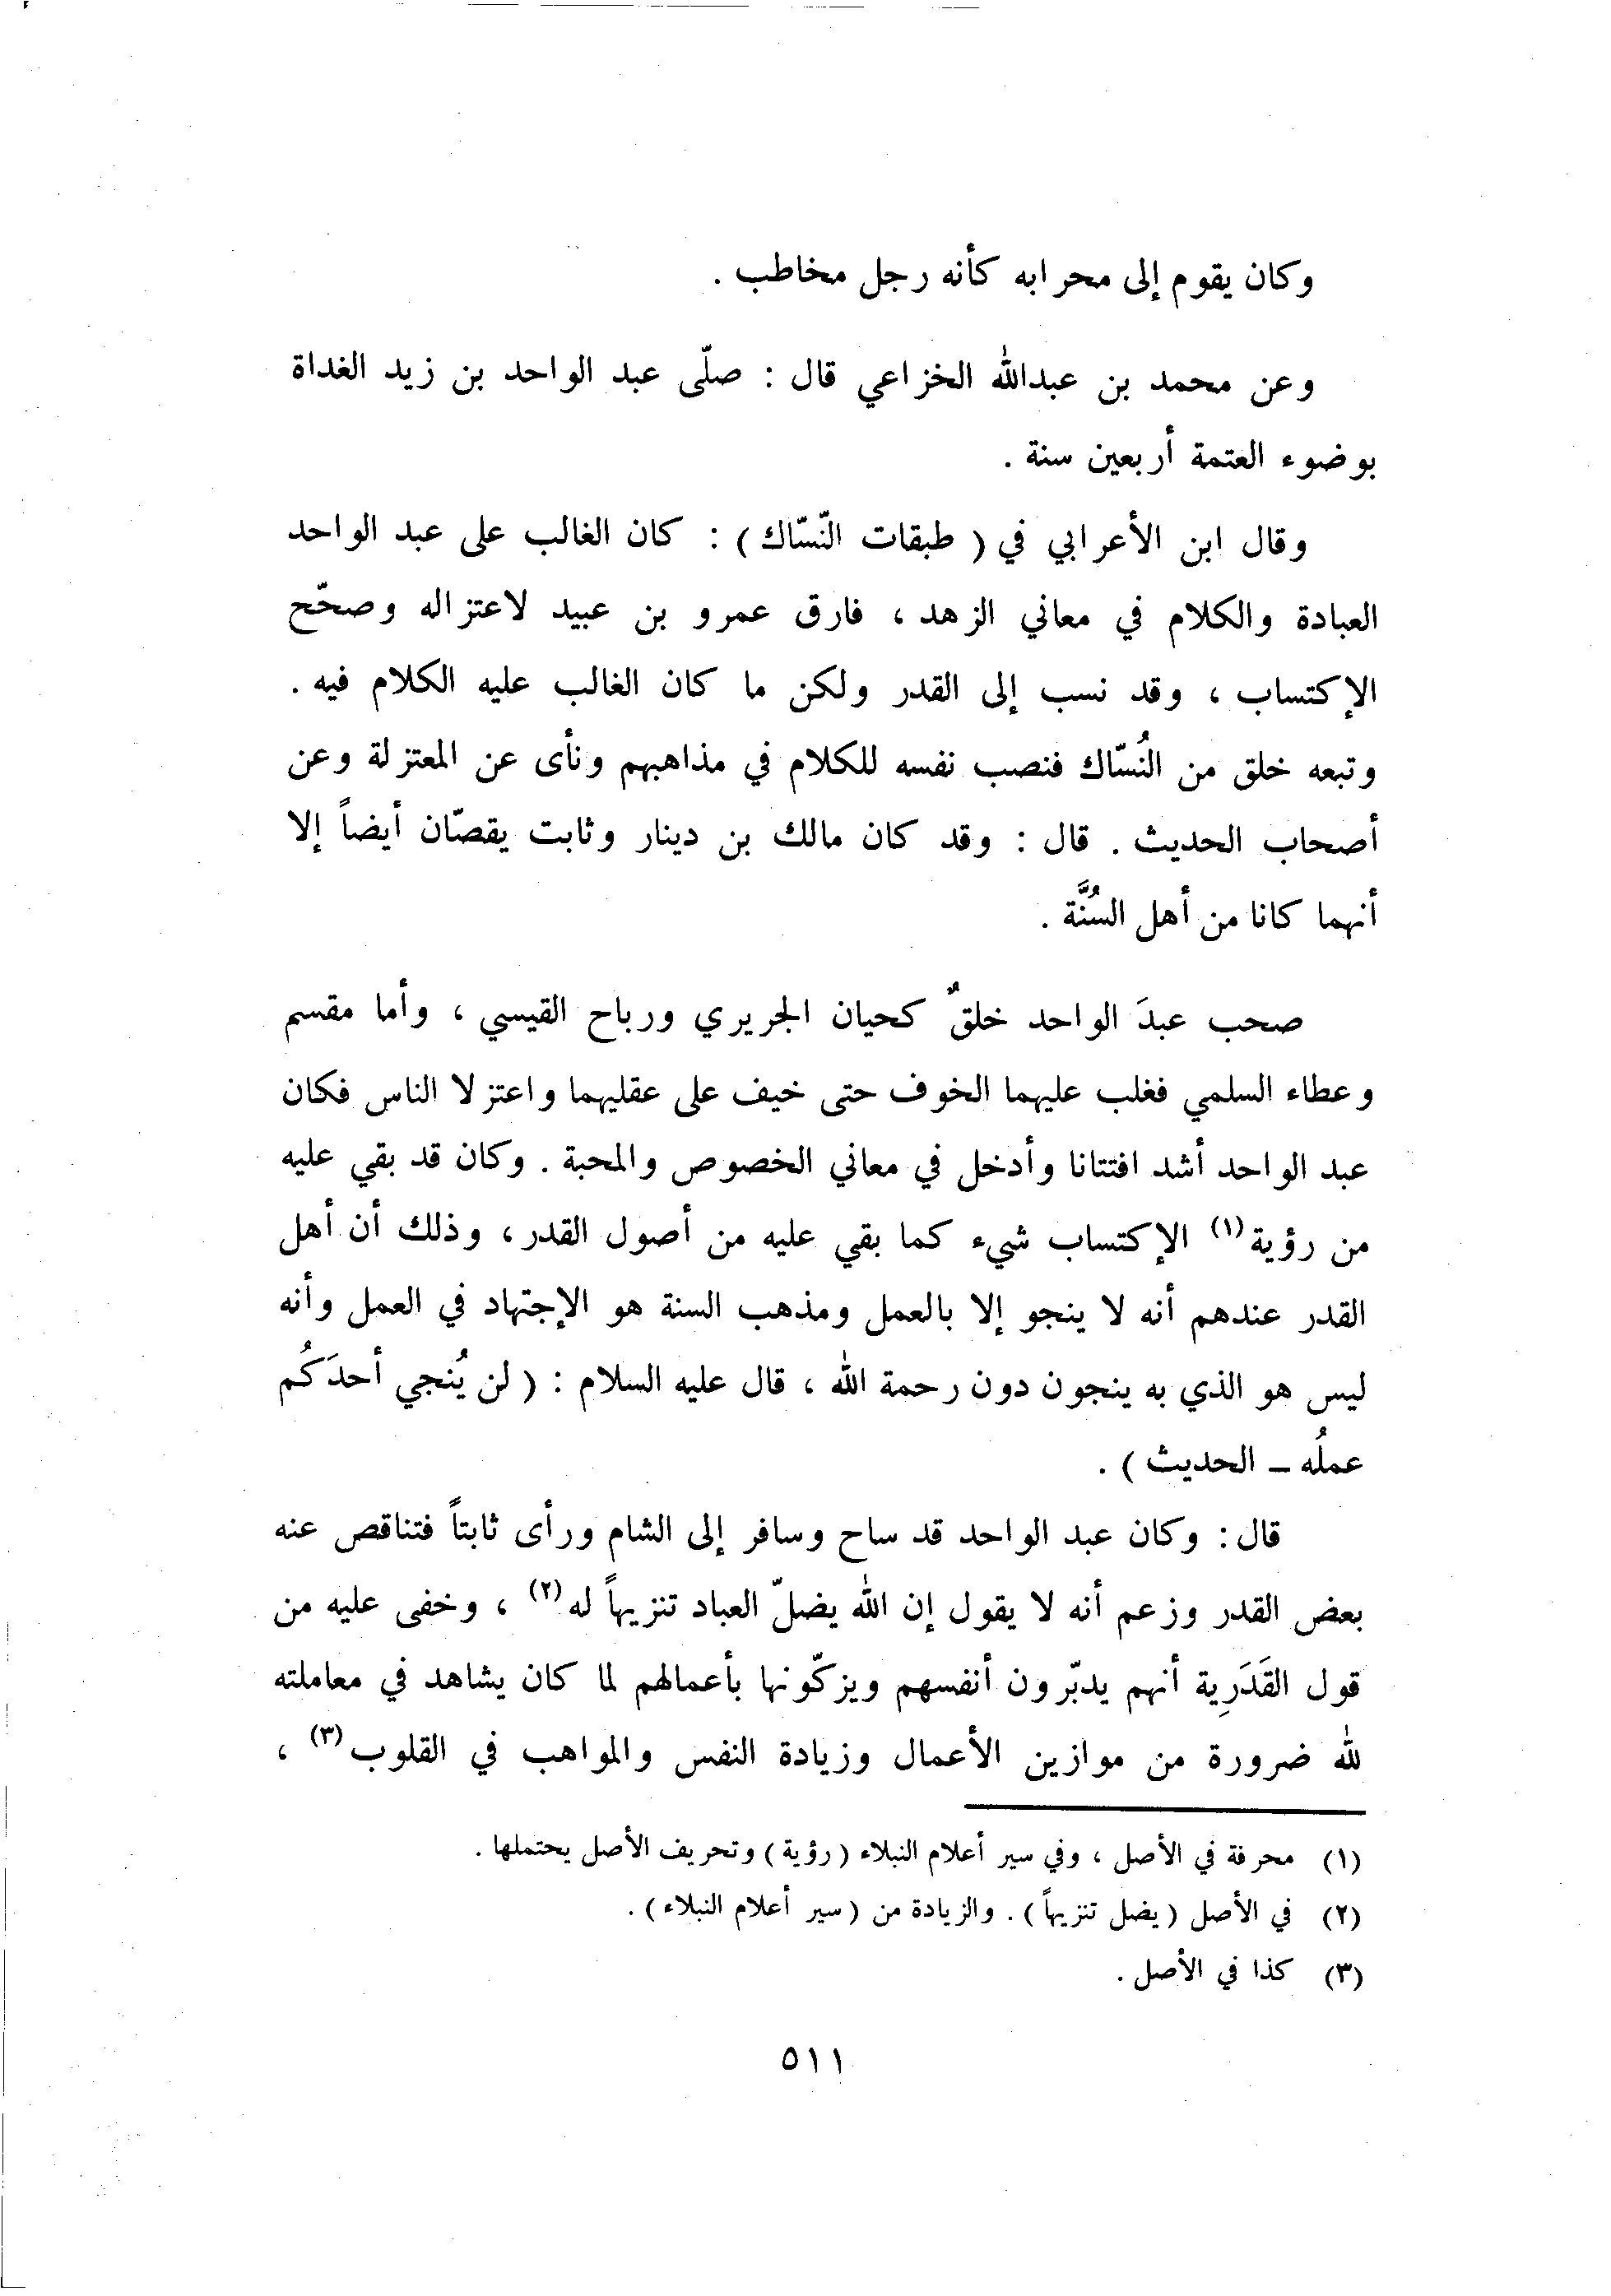 وكان يقوم إلى محرابه كأنه رجل مخاطب .
وعن محمد بن عبدالله الخزاعي قال : صلّى عبد الواحد بن زيد الغداة
بوضوء العتمة أربعين سنة .
وقال ابن الأعرابي في ( طبقات النّسّاك ) : كان الغالب على عبد الواحد
العبادة والكلام في معاني الزهد ، فارق عمرو بن عبيد لاعتزاله وصحّح
الإكتساب ، وقد نسب إلى القدر ولكن ما كان الغالب عليه الكلام فيه .
وتبعه خلق من النُسّاك فنصب نفسه للكلام في مذاهبهم ونأى عن المعتزلة وعن
أصحاب الحديث . قال : وقد كان مالك بن دينار وثابت يقصّان أيضاً إلا
أنهما كانا من أهل السُنَّة .
صحب عبدَ الواحد خلقٌ كحيان الجريري ورباح القيسي ، وأما مقسم
وعطاء السلمي فغلب عليهما الخوف حتى خيف على عقليهما واعتزلا الناس فكان
عبد الواحد أشد افتتانا وأدخل في معاني الخصوص والمحبة . وكان قد بقي عليه
من رؤية(١) الإكتساب شيء كما بقي عليه من أصول القدر ، وذلك أن أهل
القدر عندهم أنه لا ينجو إلا بالعمل ومذهب السنة هو الإجتهاد في العمل وأنه
ليس هو الذي به ينجون دون رحمة الله ، قال عليه السلام : ( لن يُنجي أحدَكُم
عملُه ــ الحديث ) .
قال : وكان عبد الواحد قد ساح وسافر إلى الشام ورأى ثابتاً فتناقص عنه
بعض القدر وزعم أنه لا يقول إن الله يضلّ العباد تنزيهاً له(٢) ، وخفى عليه من
قول القَدَرِية أنهم يدبّرون أنفسهم ويزكّونها بأعمالهم لما كان يشاهد في معاملته
لله ضرورة من موازين الأعمال وزيادة النفس والمواهب في القلوب(٣) ،
(١) محرفة في الأصل ، وفي سير أعلام النبلاء (رؤية) وتحريف الأصل يحتملها .
(٢) في الأصل (يضل تنزيهاً) . والزيادة من (سير أعلام النبلاء) .
(٣) كذا في الأصل .
٥١١